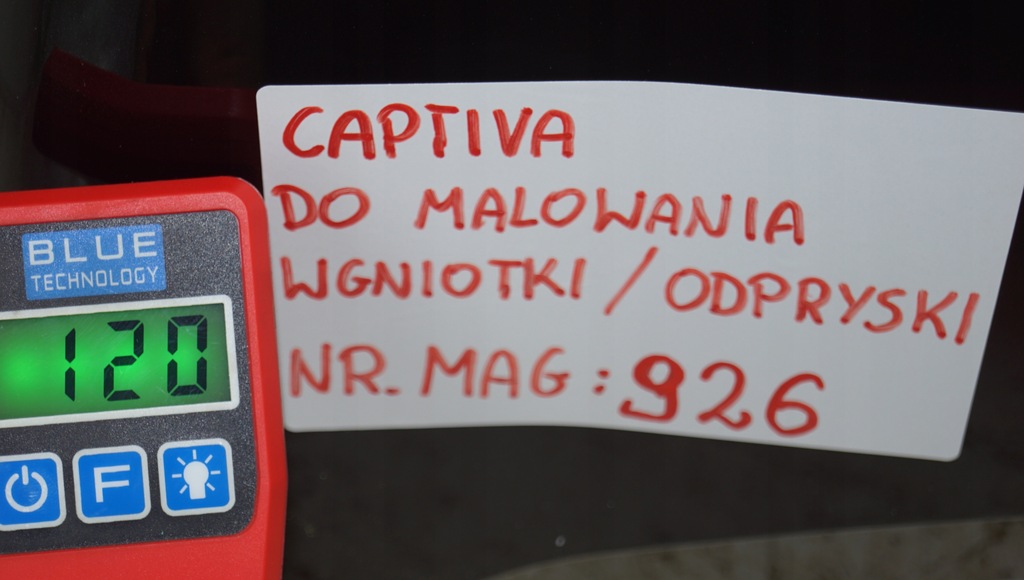 CAPTIVA
DO MALOWANIA
WGNIOTKI / ODPRYSKI
NR. MAG: 926
BLUE
TECHNOLOGY
120
F